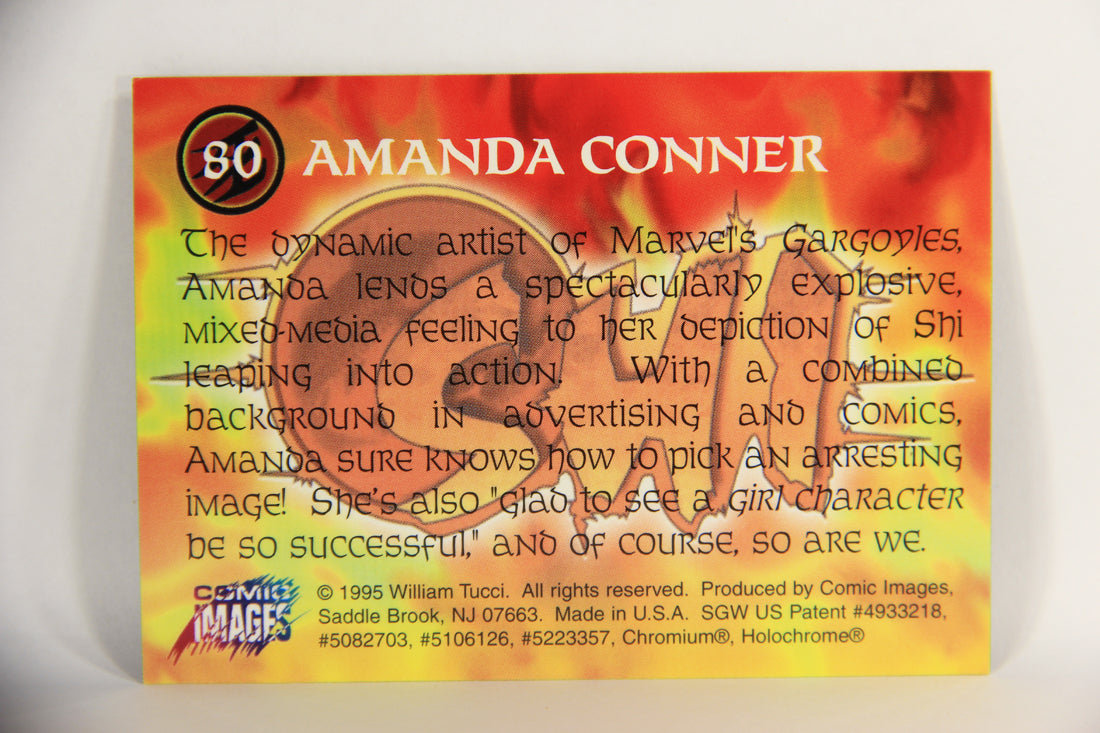 80 AMANDA CONNER
The dynamic artist of Marvel's Gargoyles,
Amanda lends a spectacularly explosive,
mixed-media feeling to her depiction of Shi
leaping into action. With a combined
background in advertising and comics,
Amanda sure knows how to pick an arresting
image! She's also "glad to see a girl character
be so successful," and of course, so are we.
SHI
COMIC
IMAGES
© 1995 William Tucci. All rights reserved. Produced by Comic Images,
Saddle Brook, NJ 07663. Made in U.S.A. SGW US Patent #4933218,
#5082703, #5106126, #5223357, Chromium®, Holochrome®